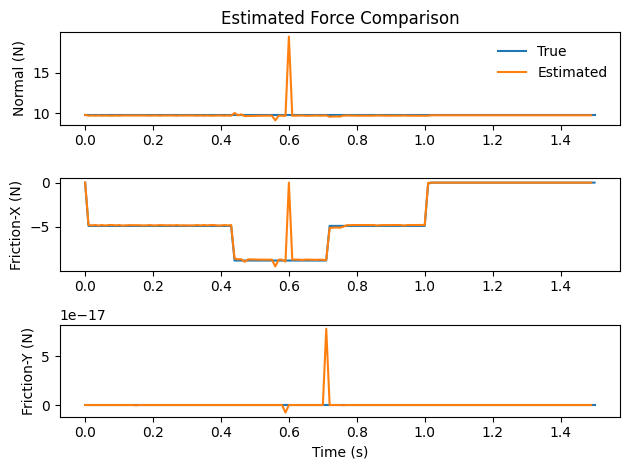 Estimated Force Comparison
Normal (N)
15
10
True
Estimated
0.0 0.2 0.4 0.6 0.8 1.0 1.2 1.4
Friction-X (N)
0
−5
0.0 0.2 0.4 0.6 0.8 1.0 1.2 1.4
1e−17
Friction-Y (N)
5
0
0.0 0.2 0.4 0.6 0.8 1.0 1.2 1.4
Time (s)